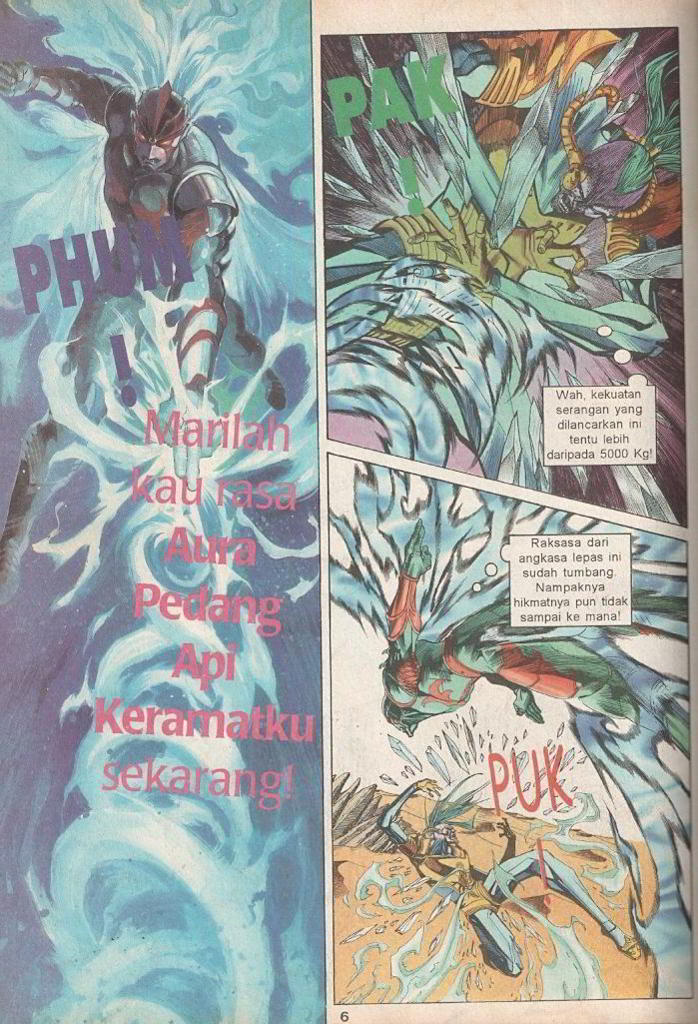 PHUM
!
Marilah
kau rasa
Aura
Pedang
Api
Keramatku
sekarang!
PAK
!
Wah, kekuatan
serangan yang
dilancarkan ini
tentu lebih
daripada 5000 Kg!
Raksasa dari
angkasa lepas ini
sudah tumbang.
Nampaknya
hikmatnya pun tidak
sampai ke mana!
PUK
!
6